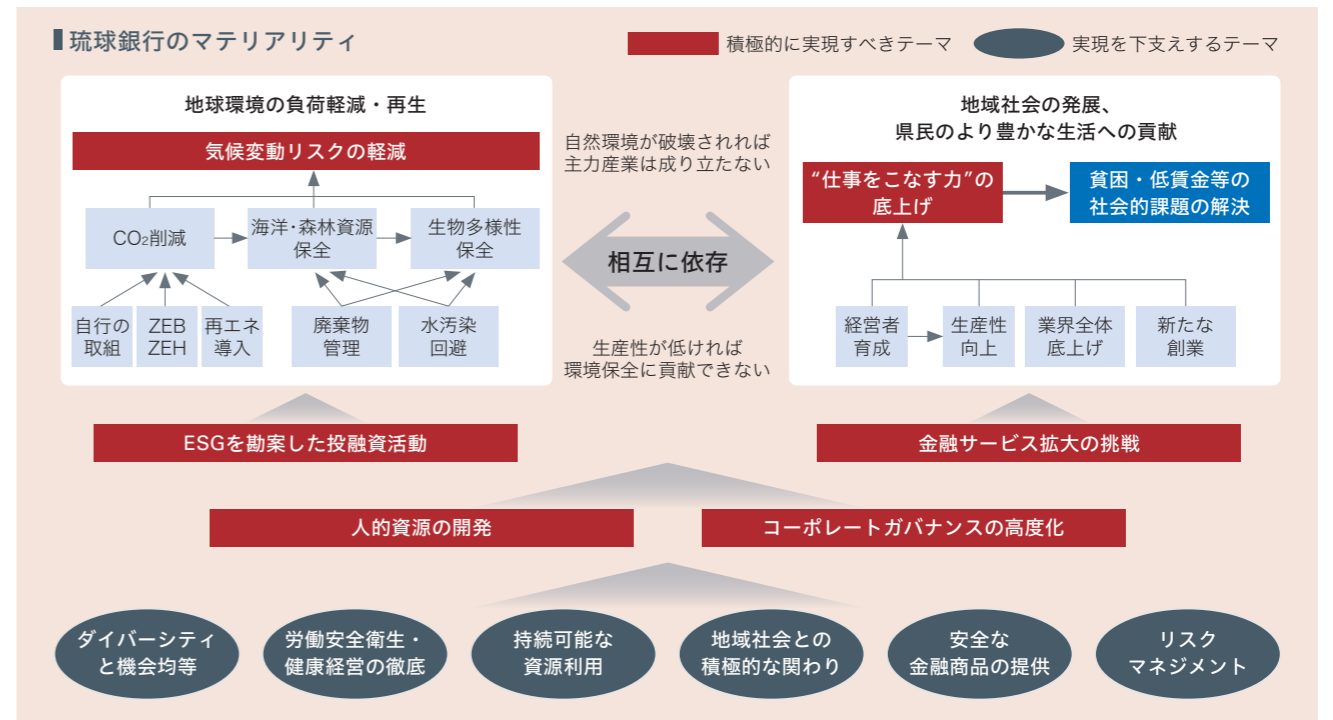 琉球銀行のマテリアリティ
積極的に実現すべきテーマ
実現を下支えするテーマ
地球環境の負荷軽減・再生
気候変動リスクの軽減
CO₂削減
海洋・森林資源
保全
生物多様性
保全
自行の
取組
ZEB
ZEH
再エネ
導入
廃棄物
管理
水汚染
回避
自然環境が破壊されれば
主力産業は成り立たない
相互に依存
生産性が低ければ
環境保全に貢献できない
地域社会の発展、
県民のより豊かな生活への貢献
“仕事をこなす力”の
底上げ
貧困・低賃金等の
社会的課題の解決
経営者
育成
生産性
向上
業界全体
底上げ
新たな
創業
ESGを勘案した投融資活動
金融サービス拡大の挑戦
人的資源の開発
コーポレートガバナンスの高度化
ダイバーシティ
と機会均等
労働安全衛生・
健康経営の徹底
持続可能な
資源利用
地域社会との
積極的な関わり
安全な
金融商品の提供
リスク
マネジメント